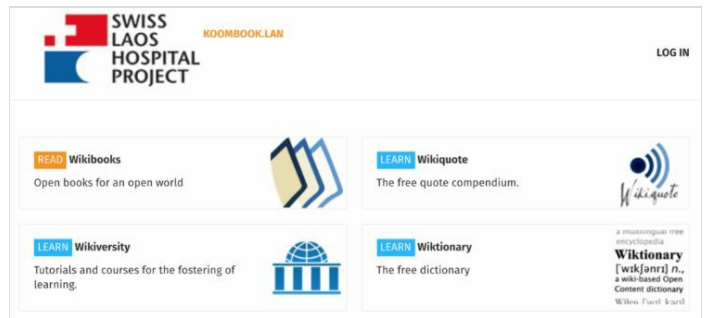 SWISS
LAOS
HOSPITAL
PROJECT
KOOMBOOK.LAN
LOG IN
READ Wikibooks
Open books for an open world
LEARN Wikiquote
The free quote compendium.
Wikiquote
LEARN Wikiversity
Tutorials and courses for the fostering of
learning.
LEARN Wiktionary
The free dictionary
a multilingual free
encyclopedia
Wiktionary
[ˈwɪkʃənrɪ] n.,
a wiki-based Open
Content dictionary